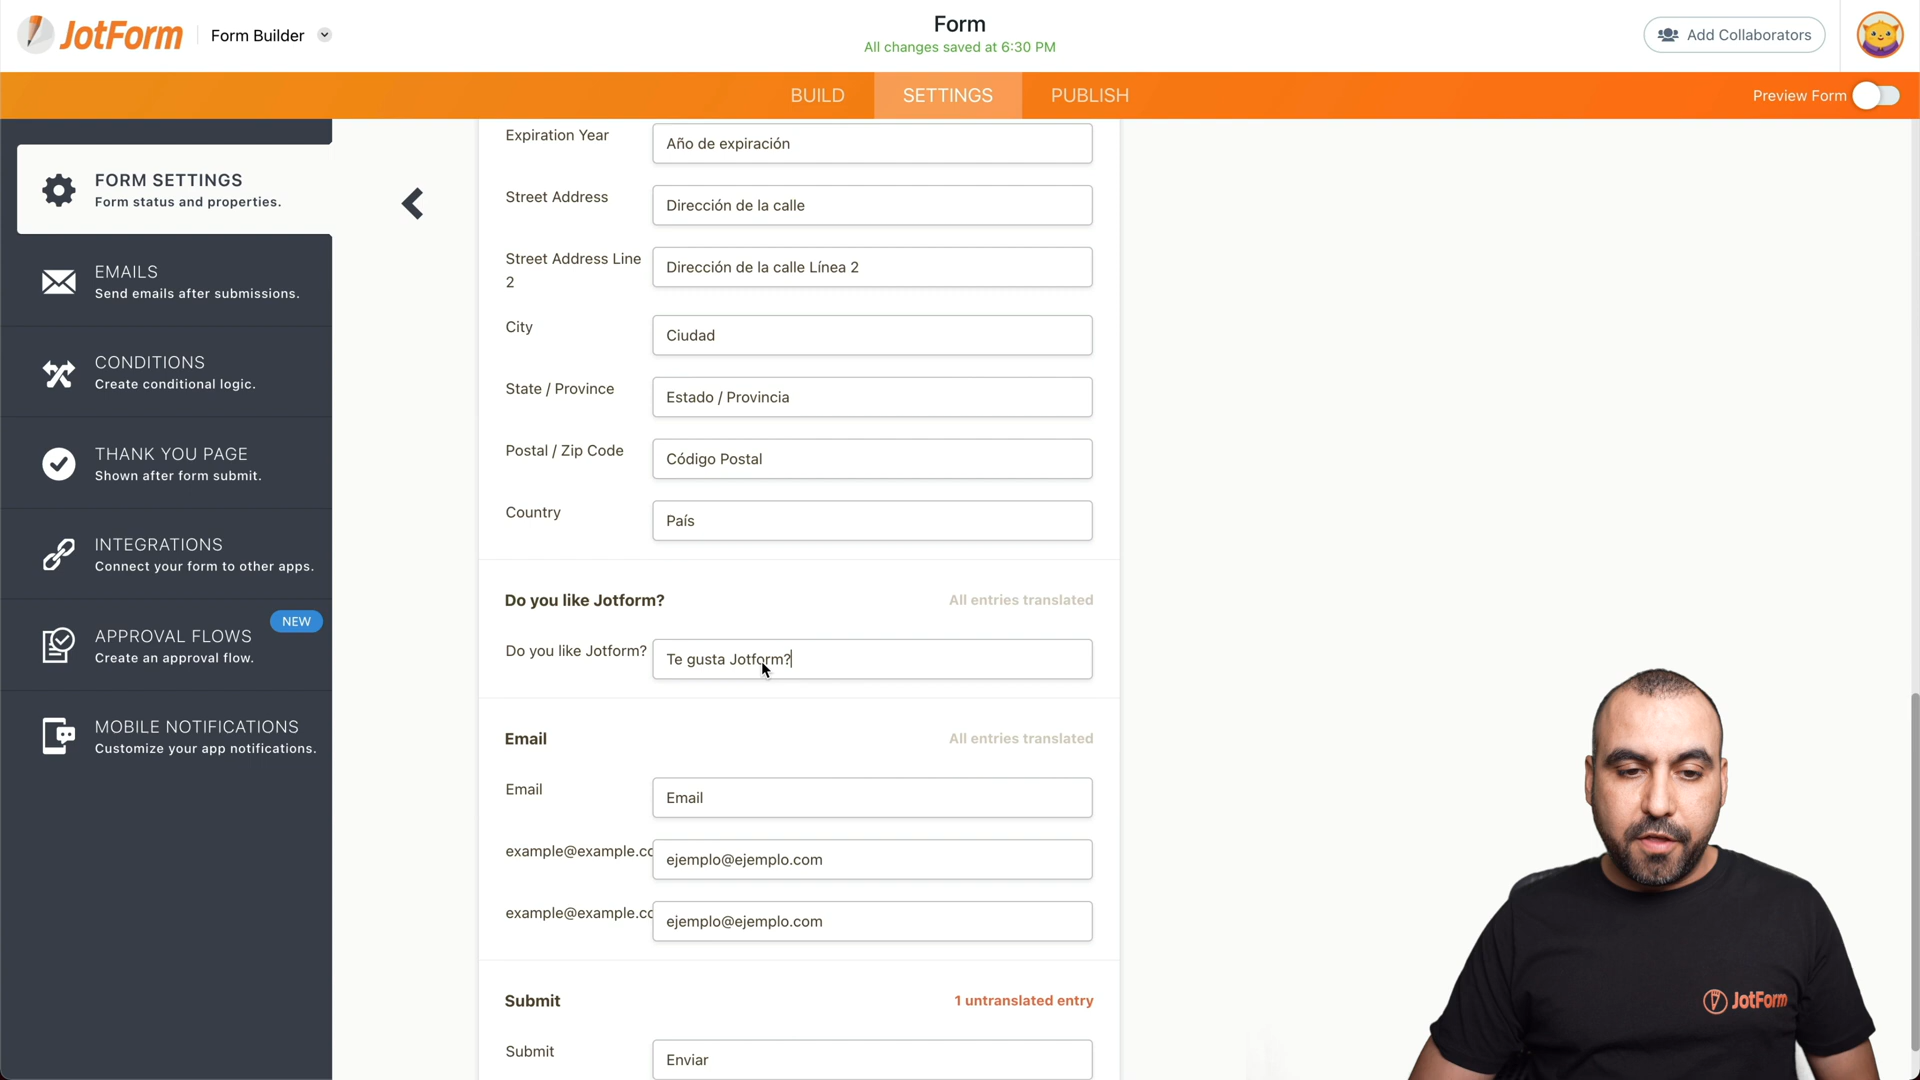 JotForm
Form Builder
Form
All changes saved at 6:30 PM
Add Collaborators
BUILD
SETTINGS
PUBLISH
Preview Form
FORM SETTINGS
Form status and properties.
EMAILS
Send emails after submissions.
CONDITIONS
Create conditional logic.
THANK YOU PAGE
Shown after form submit.
INTEGRATIONS
Connect your form to other apps.
NEW
APPROVAL FLOWS
Create an approval flow.
MOBILE NOTIFICATIONS
Customize your app notifications.
Expiration Year
Año de expiración
Street Address
Dirección de la calle
Street Address Line
2
Dirección de la calle Línea 2
City
Ciudad
State / Province
Estado / Provincia
Postal / Zip Code
Código Postal
Country
País
Do you like Jotform?
All entries translated
Do you like Jotform?
Te gusta Jotform?
Email
All entries translated
Email
Email
example@example.co
ejemplo@ejemplo.com
example@example.co
ejemplo@ejemplo.com
Submit
1 untranslated entry
Submit
Enviar
JotForm